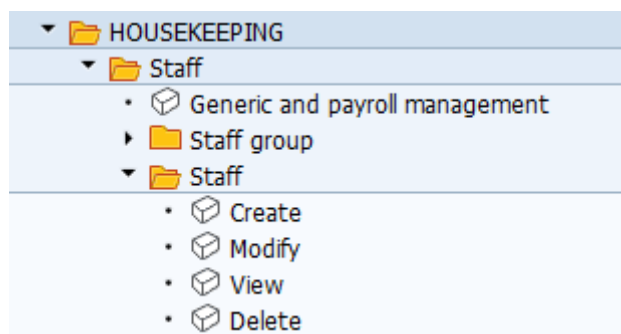 HOUSEKEEPING
Staff
Generic and payroll management
Staff group
Staff
Create
Modify
View
Delete